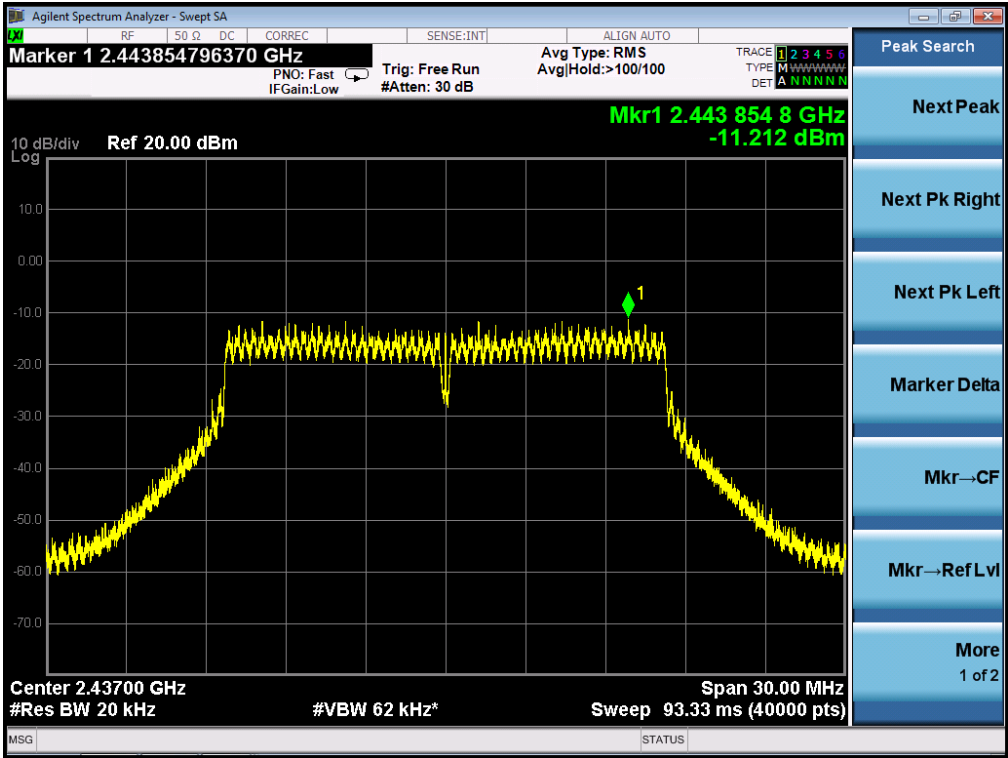 Agilent Spectrum Analyzer - Swept SA
LXI RF 50 Ω DC CORREC SENSE:INT ALIGN AUTO
Marker 1 2.443854796370 GHz
PNO: Fast
IFGain:Low
Trig: Free Run
#Atten: 30 dB
Avg Type: RMS
Avg|Hold:>100/100
TRACE 1 2 3 4 5 6
TYPE M W W W W W
DET A N N N N N
Mkr1 2.443 854 8 GHz
-11.212 dBm
10 dB/div Ref 20.00 dBm
Log
10.0
0.00
-10.0
-20.0
-30.0
-40.0
-50.0
-60.0
-70.0
1
Center 2.43700 GHz Span 30.00 MHz
#Res BW 20 kHz #VBW 62 kHz* Sweep 93.33 ms (40000 pts)
MSG STATUS
Peak Search
Next Peak
Next Pk Right
Next Pk Left
Marker Delta
Mkr→CF
Mkr→Ref Lvl
More
1 of 2